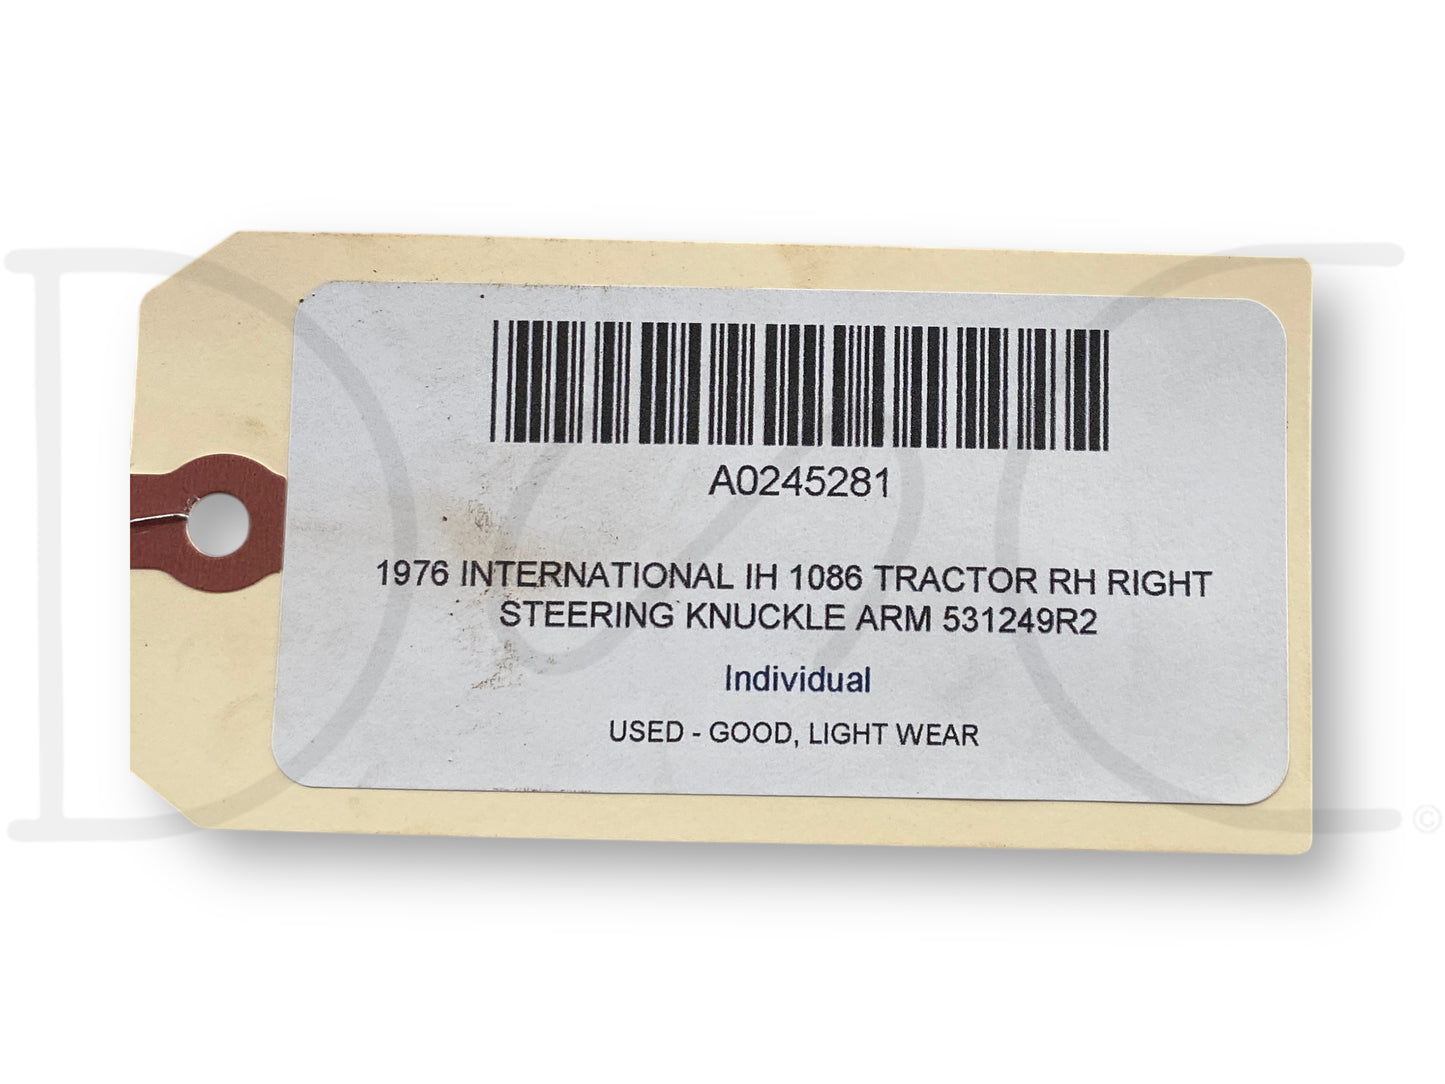 A0245281
1976 INTERNATIONAL IH 1086 TRACTOR RH RIGHT
STEERING KNUCKLE ARM 531249R2
Individual
USED - GOOD, LIGHT WEAR
D C ©